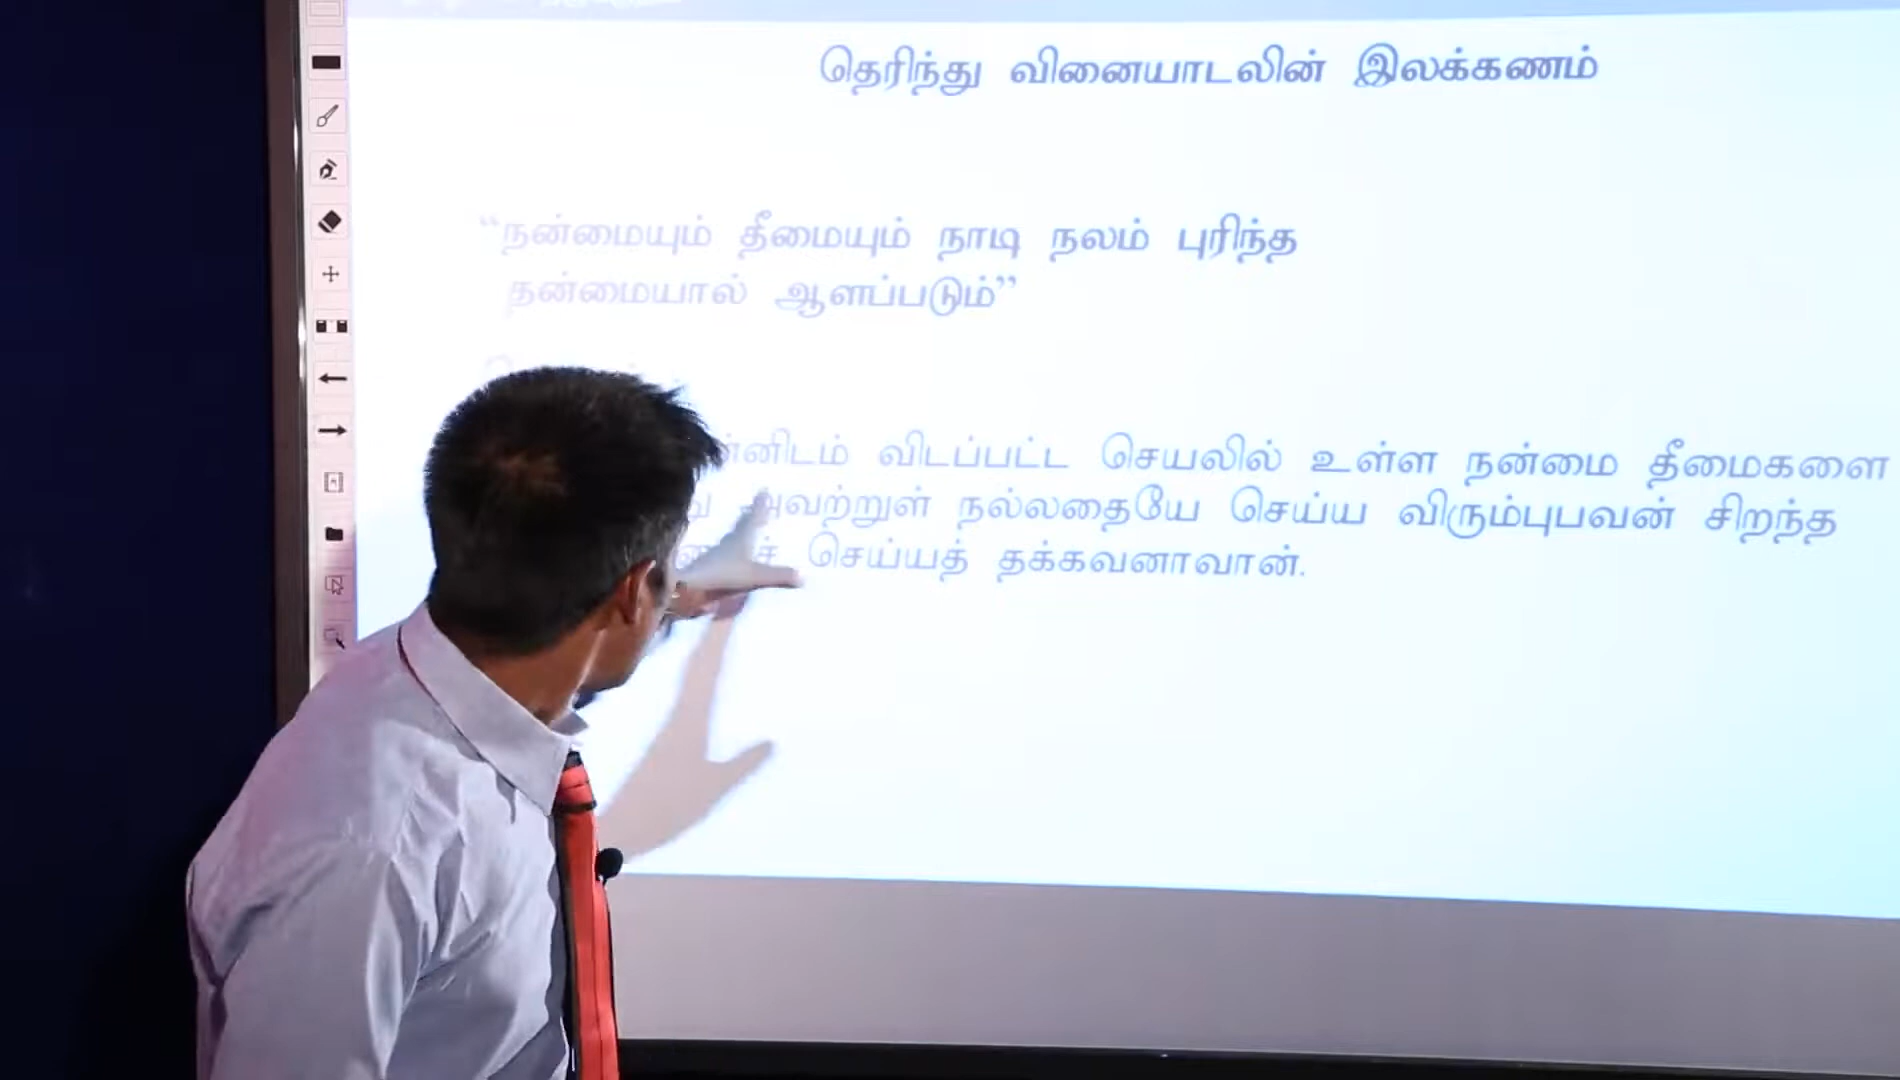 தெரிந்து வினையாடலின் இலக்கணம்
“நன்மையும் தீமையும் நாடி நலம் புரிந்த
தன்மையால் ஆளப்படும்”
விடப்பட்ட செயலில் உள்ள நன்மை தீமைகளை
அவற்றுள் நல்லதையே செய்ய விரும்புபவன் சிறந்த
செய்யத் தக்கவனாவான்.